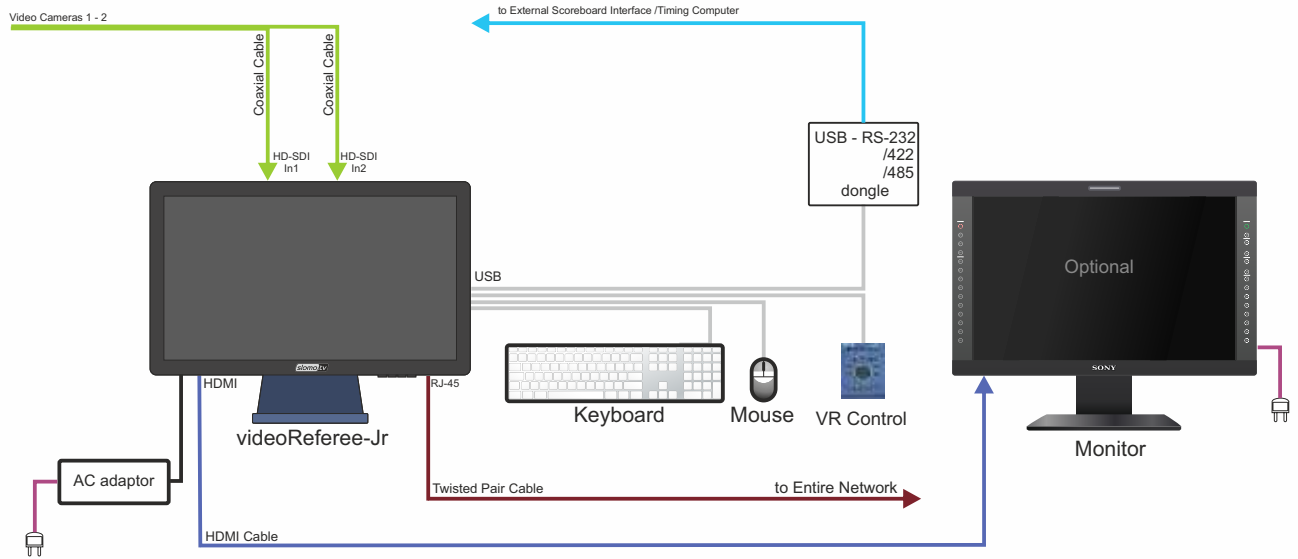 Video Cameras 1 - 2
to External Scoreboard Interface /Timing Computer
Coaxial Cable
Coaxial Cable
HD-SDI
In1
HD-SDI
In2
USB - RS-232
/422
/485
dongle
USB
Optional
slomo.tv
SONY
HDMI
RJ-45
videoReferee-Jr
Keyboard
Mouse
VR Control
Monitor
AC adaptor
Twisted Pair Cable
to Entire Network
HDMI Cable